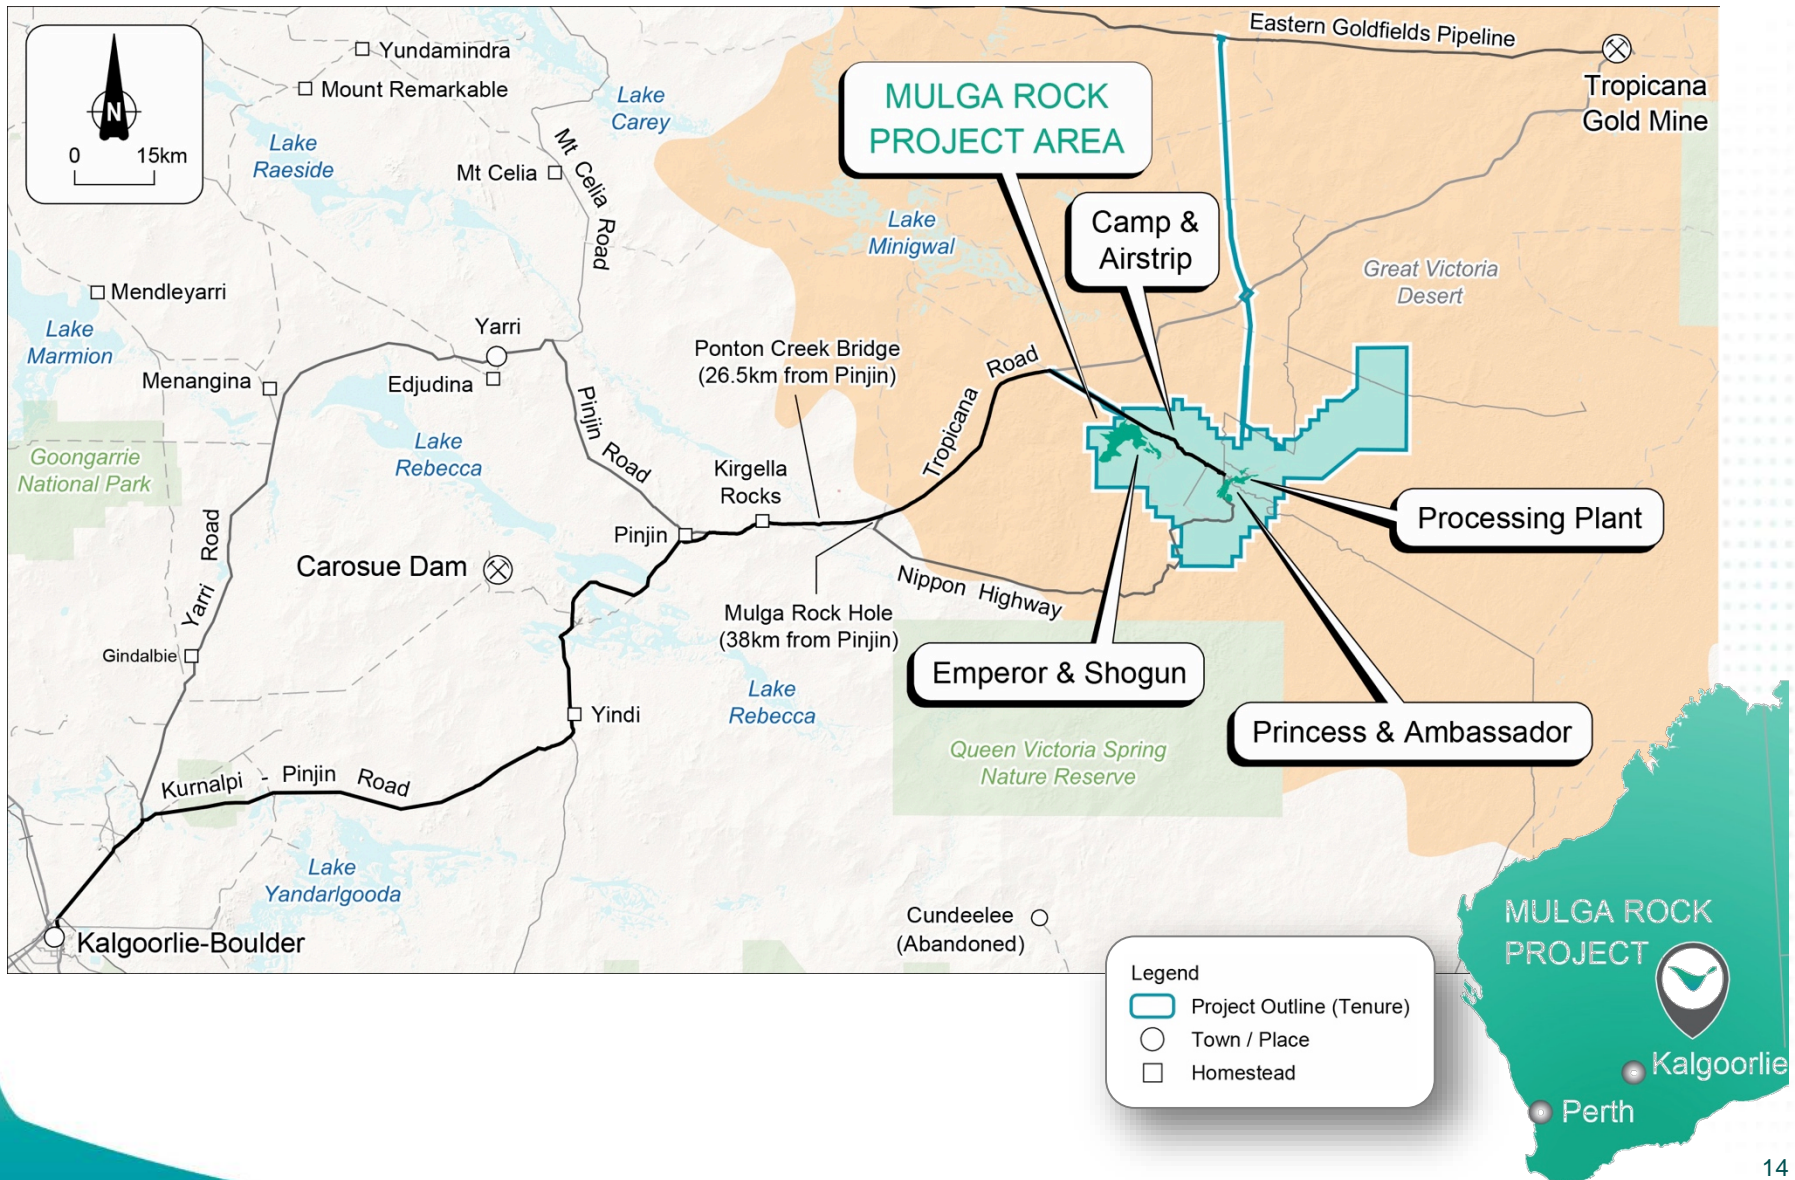 Eastern Goldfields Pipeline
Tropicana
Gold Mine
N
0 15km
Yundamindra
Mount Remarkable
Lake
Carey
Lake
Raeside
Mt Celia
Mt Celia Road
MULGA ROCK
PROJECT AREA
Camp &
Airstrip
Lake
Minigwal
Great Victoria
Desert
Mendleyarri
Lake
Marmion
Menangina
Yarri
Edjudina
Ponton Creek Bridge
(26.5km from Pinjin)
Tropicana Road
Pinjin Road
Goongarrie
National Park
Lake
Rebecca
Kirgella
Rocks
Pinjin
Processing Plant
Carosue Dam
Yarri Road
Nippon Highway
Mulga Rock Hole
(38km from Pinjin)
Gindalbie
Emperor & Shogun
Lake
Rebecca
Yindi
Princess & Ambassador
Queen Victoria Spring
Nature Reserve
Kurnalpi - Pinjin Road
Lake
Yandarlgooda
Kalgoorlie-Boulder
Cundeelee
(Abandoned)
Legend
Project Outline (Tenure)
Town / Place
Homestead
MULGA ROCK
PROJECT
Kalgoorlie
Perth
14